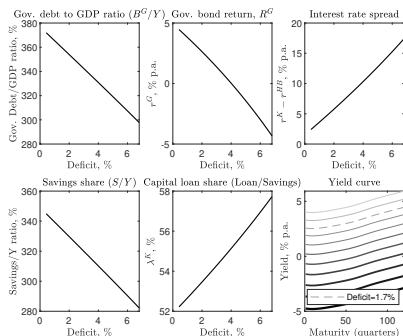 Gov. debt to GDP ratio (B^G/Y)
Gov. Debt/GDP ratio, %
380
360
340
320
300
280
0 2 4 6
Deficit, %
Gov. bond return, R^G
r^G, % p.a.
5
0
-5
0 2 4 6
Deficit, %
Interest rate spread
r^K − r^HB, % p.a.
20
15
10
5
0
0 2 4 6
Deficit, %
Savings share (S/Y)
Savings/Y ratio, %
360
340
320
300
280
0 2 4 6
Deficit, %
Capital loan share (Loan/Savings)
λ^K, %
58
56
54
52
0 2 4 6
Deficit, %
Yield curve
Yield, % p.a.
5
0
-5
Deficit=1.7%
0 50 100
Maturity (quarters)